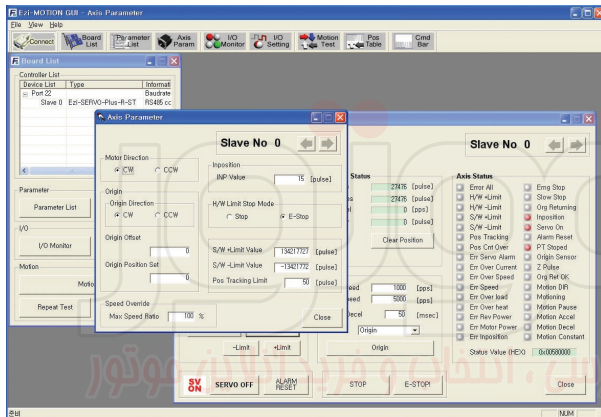 Ezi-MOTION GUI - Axis Parameter
File View Help
Connect
Board List
Parameter List
Axis Param
I/O Monitor
I/O Setting
Motion Test
Pos Table
Cmd Bar
Board List
Controller List
Device List Type Informati
Port 22 Baudrate
Slave 0 Ezi-SERVO-Plus-R-ST RS485 cc
Parameter
Parameter List
I/O
I/O Monitor
Motion
Motio
Repeat Test
Axis Parameter
Slave No 0
Motor Direction
CW CCW
Origin
Origin Direction
CW CCW
Origin Offset
0
Origin Position Set
0
Speed Override
Max Speed Ratio 100 %
Inposition
INP Value 15 [pulse]
H/W Limit Stop Mode
Stop E-Stop
S/W +Limit Value 134217727 [pulse]
S/W -Limit Value -13421772 [pulse]
Pos Tracking Limit 50 [pulse]
Close
Slave No 0
Status
27476 [pulse]
27476 [pulse]
0 [pps]
0 [pulse]
Clear Position
eed 1000 [pps]
eed 5000 [pps]
Decel 50 [msec]
[Origin
-Limit +Limit Origin
SV ON
SERVO OFF
ALARM RESET
STOP
E-STOP!
Axis Status
Error All Emg Stop
H/W +Limit Slow Stop
H/W -Limit Org Returning
S/W +Limit Inposition
S/W -Limit Servo On
Pos Tracking Alarm Reset
Pos Cnt Over PT Stoped
Err Servo Alarm Origin Sensor
Err Over Current Z Pulse
Err Over Speed Org Ret OK
Err Speed Motion DIR
Err Over load Motioning
Err Over heat Motion Pause
Err Rev Power Motion Accel
Err Motor Power Motion Decel
Err Inposition Motion Constant
Status Value (HEX) 0x00580000
Close
준비
NUM